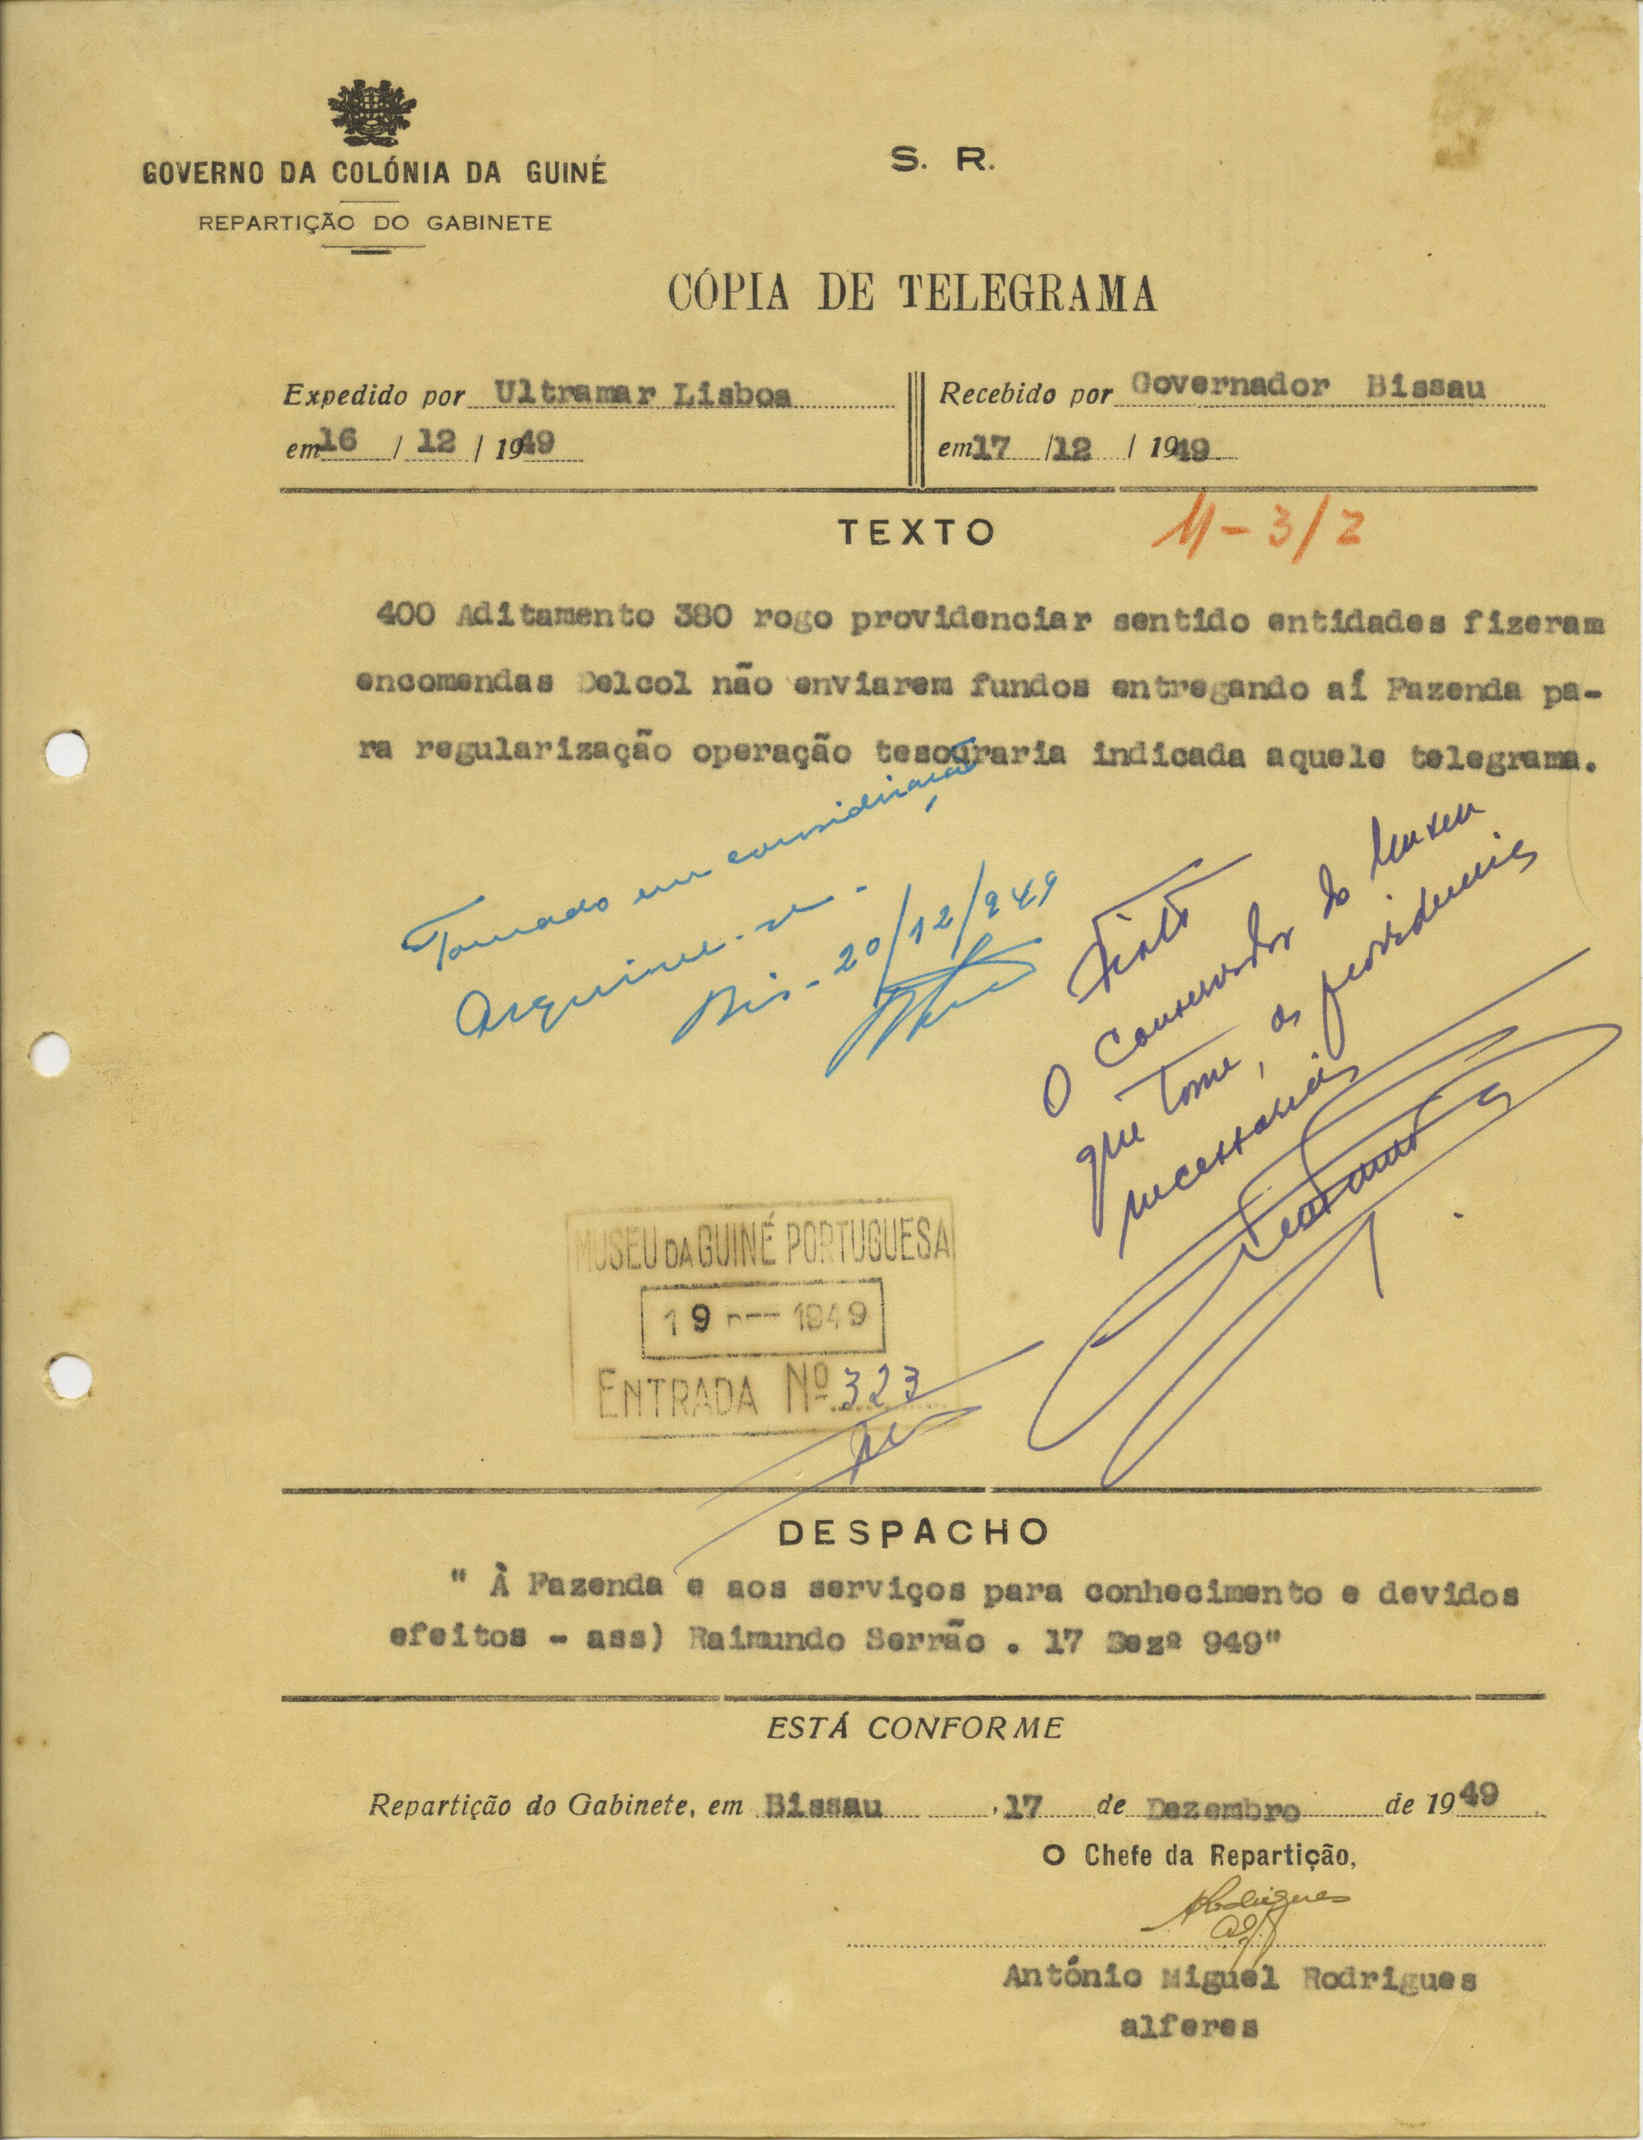 GOVERNO DA COLÓNIA DA GUINÉ
REPARTIÇÃO DO GABINETE
S. R.
CÓPIA DE TELEGRAMA
Expedido por Ultramar Lisboa
em 16 / 12 / 1949
Recebido por Governador Bissau
em 17 / 12 / 1949
TEXTO
11-3/2
400 Aditamento 380 rogo providenciar sentido entidades fizeram
encomendas Delcol não enviarem fundos entregando aí Fazenda pa-
ra regularização operação tesouraria indicada aquele telegrama.
Tomado em consideração
Arquive-se.
Bis-20/12/949
Visto
O Conservador do Museu
que tome, as providencias
necessarias
MUSEU DA GUINÉ PORTUGUESA
19 1949
ENTRADA Nº 323
DESPACHO
" À Fazenda e aos serviços para conhecimento e devidos
efeitos - ass) Raimundo Serrão . 17 Dezº 949"
ESTÁ CONFORME
Repartição do Gabinete, em Bissau , 17 de Dezembro de 1949
O Chefe da Repartição,
ARodrigues
António Miguel Rodrigues
alferes